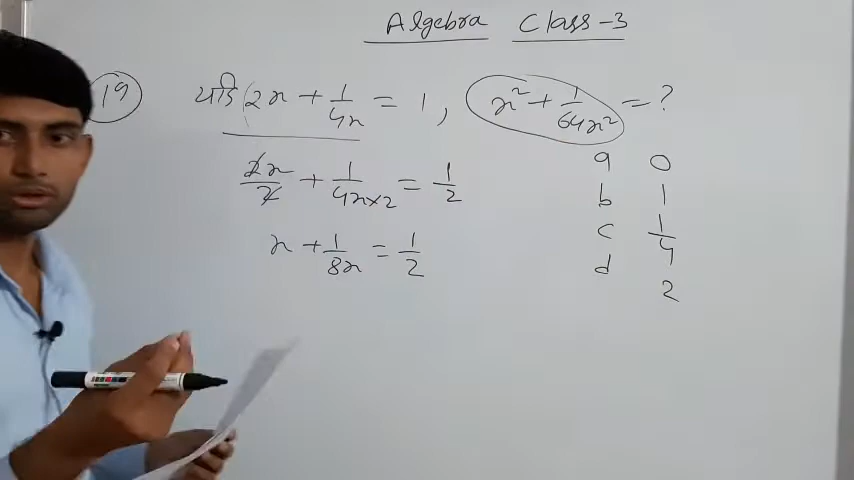 Algebra Class-3
19 यदि 2x + 1/4x = 1, x² + 1/64x² = ?
2x/2 + 1/4x×2 = 1/2
x + 1/8x = 1/2
a 0
b 1
c 1/4
d 2